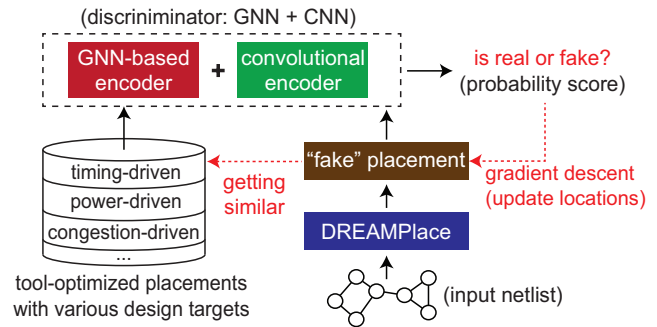 (discriniminator: GNN + CNN)
GNN-based
encoder
+
convolutional
encoder
is real or fake?
(probability score)
timing-driven
power-driven
congestion-driven
...
tool-optimized placements
with various design targets
getting
similar
"fake" placement
gradient descent
(update locations)
DREAMPlace
(input netlist)